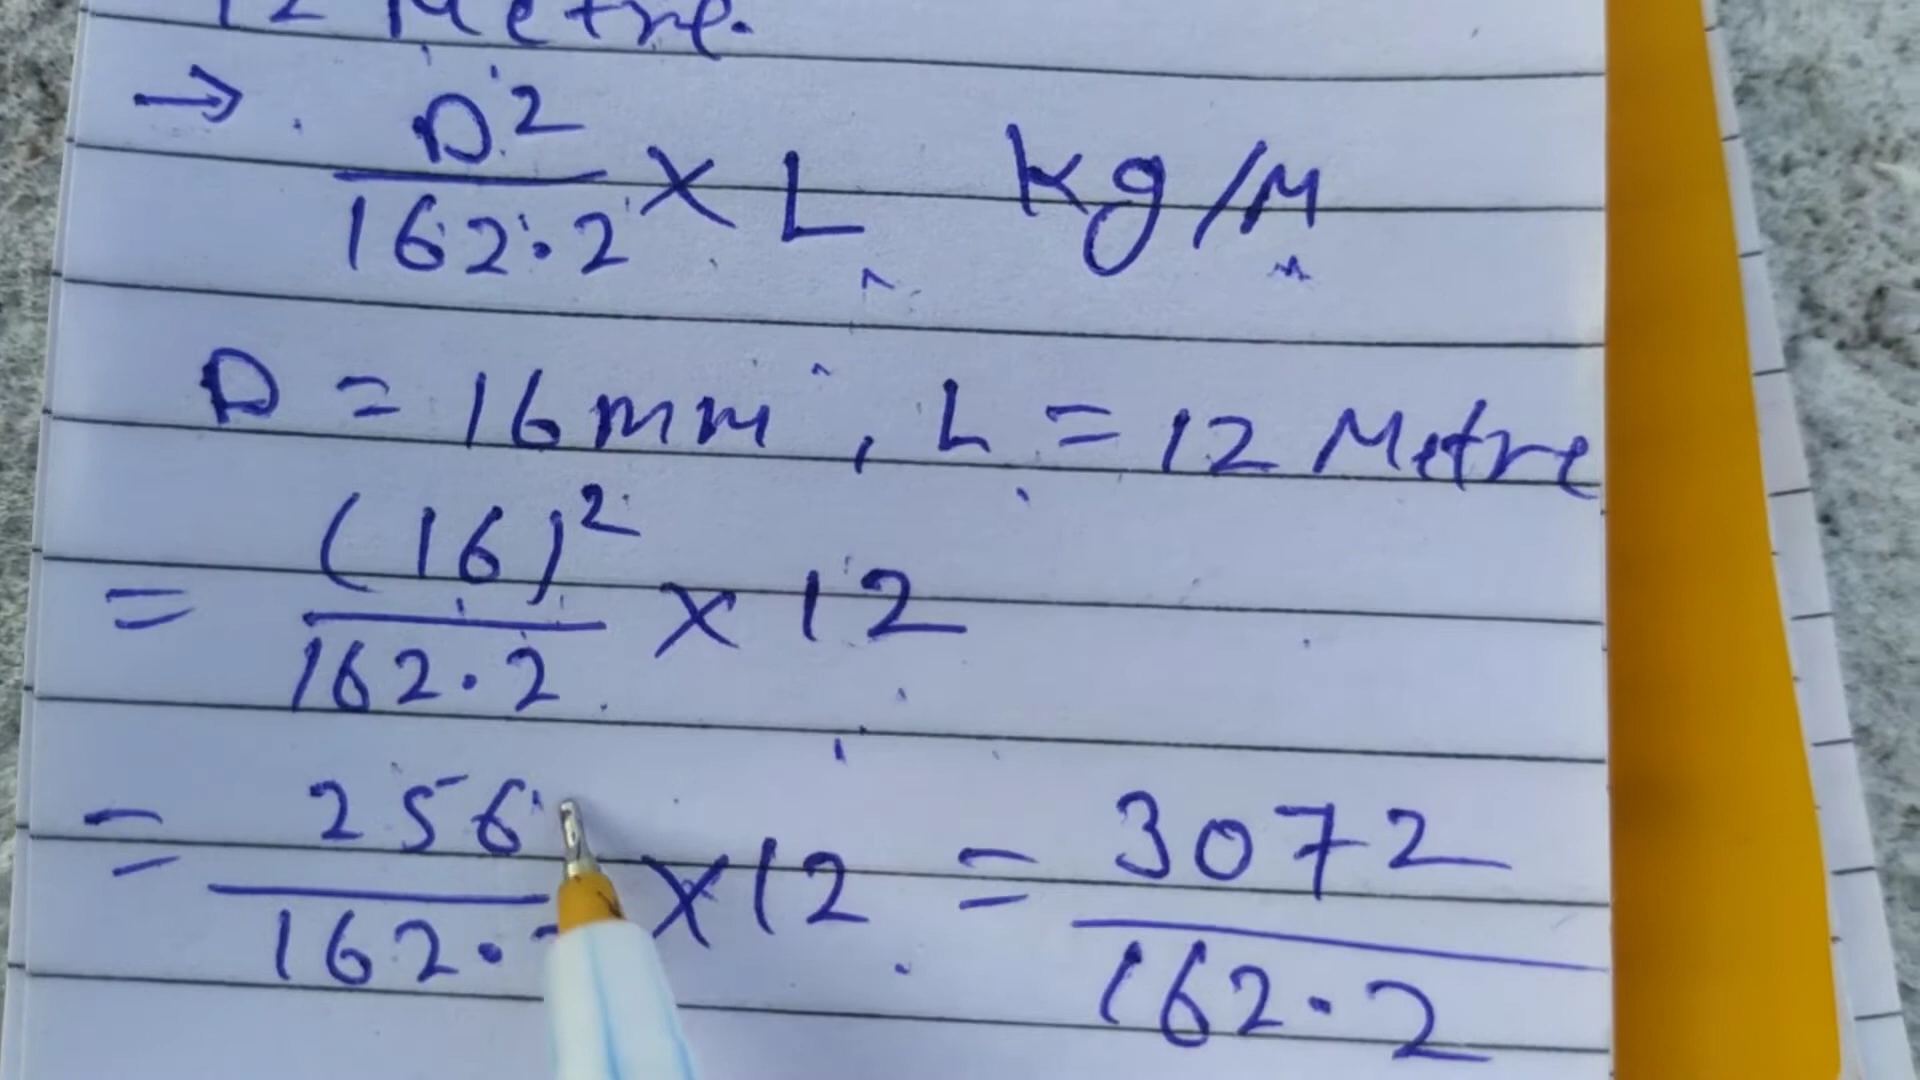 12 Metre.
→ D²/162.2 × L kg/M
D = 16mm, L = 12 Metre
= (16)²/162.2 × 12
= 256/162.2 × 12 = 3072/162.2